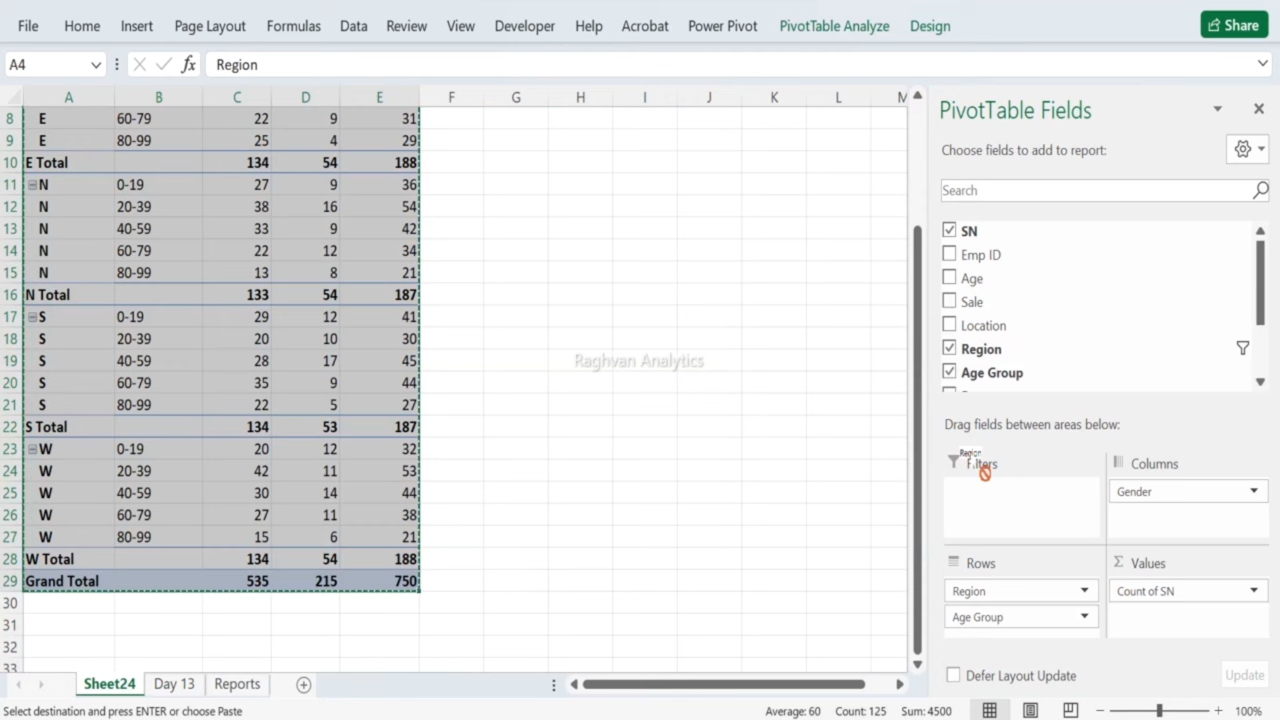 File Home Insert Page Layout Formulas Data Review View Developer Help Acrobat Power Pivot PivotTable Analyze Design Share
A4 fx Region
A B C D E F G H I J K L M
8 E 60-79 22 9 31
9 E 80-99 25 4 29
10 E Total 134 54 188
11 N 0-19 27 9 36
12 N 20-39 38 16 54
13 N 40-59 33 9 42
14 N 60-79 22 12 34
15 N 80-99 13 8 21
16 N Total 133 54 187
17 S 0-19 29 12 41
18 S 20-39 20 10 30
19 S 40-59 28 17 45
20 S 60-79 35 9 44
21 S 80-99 22 5 27
22 S Total 134 53 187
23 W 0-19 20 12 32
24 W 20-39 42 11 53
25 W 40-59 30 14 44
26 W 60-79 27 11 38
27 W 80-99 15 6 21
28 W Total 134 54 188
29 Grand Total 535 215 750
30
31
32
33
Raghvan Analytics
PivotTable Fields
Choose fields to add to report:
Search
SN
Emp ID
Age
Sale
Location
Region
Age Group
Drag fields between areas below:
Region
Filters
Columns
Gender
Rows
Region
Age Group
Σ Values
Count of SN
Defer Layout Update Update
Sheet24 Day 13 Reports
Select destination and press ENTER or choose Paste Average: 60 Count: 125 Sum: 4500 100%